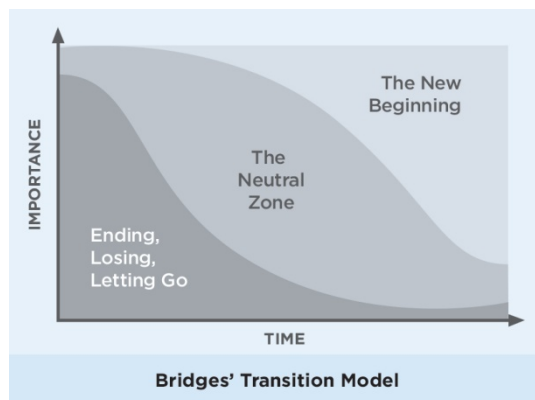 The New
Beginning
The
Neutral
Zone
Ending,
Losing,
Letting Go
IMPORTANCE
TIME
Bridges’ Transition Model